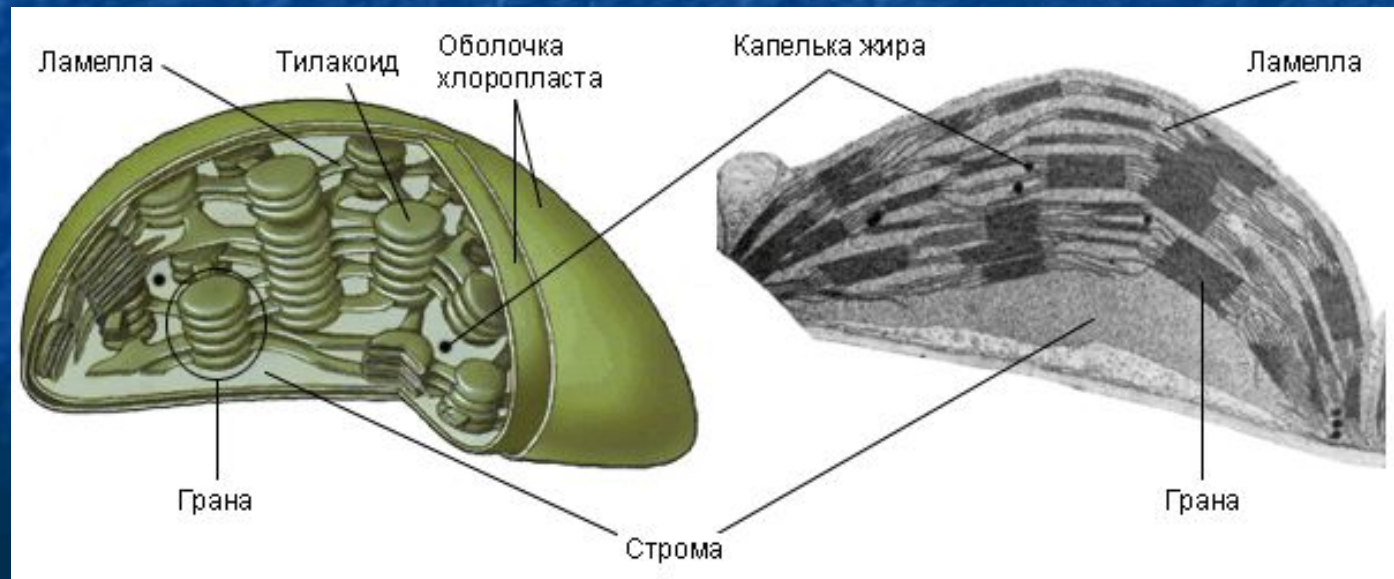 Ламелла
Тилакоид
Оболочка
хлоропласта
Капелька жира
Ламелла
Грана
Строма
Грана